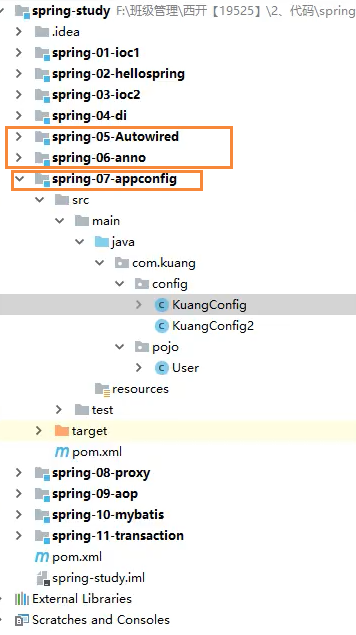 spring-study F:\班级管理\西开【19525】\2、代码\spring
.idea
spring-01-ioc1
spring-02-hellospring
spring-03-ioc2
spring-04-di
spring-05-Autowired
spring-06-anno
spring-07-appconfig
src
main
java
com.kuang
config
KuangConfig
KuangConfig2
pojo
User
resources
test
target
pom.xml
spring-08-proxy
spring-09-aop
spring-10-mybatis
spring-11-transaction
pom.xml
spring-study.iml
External Libraries
Scratches and Consoles